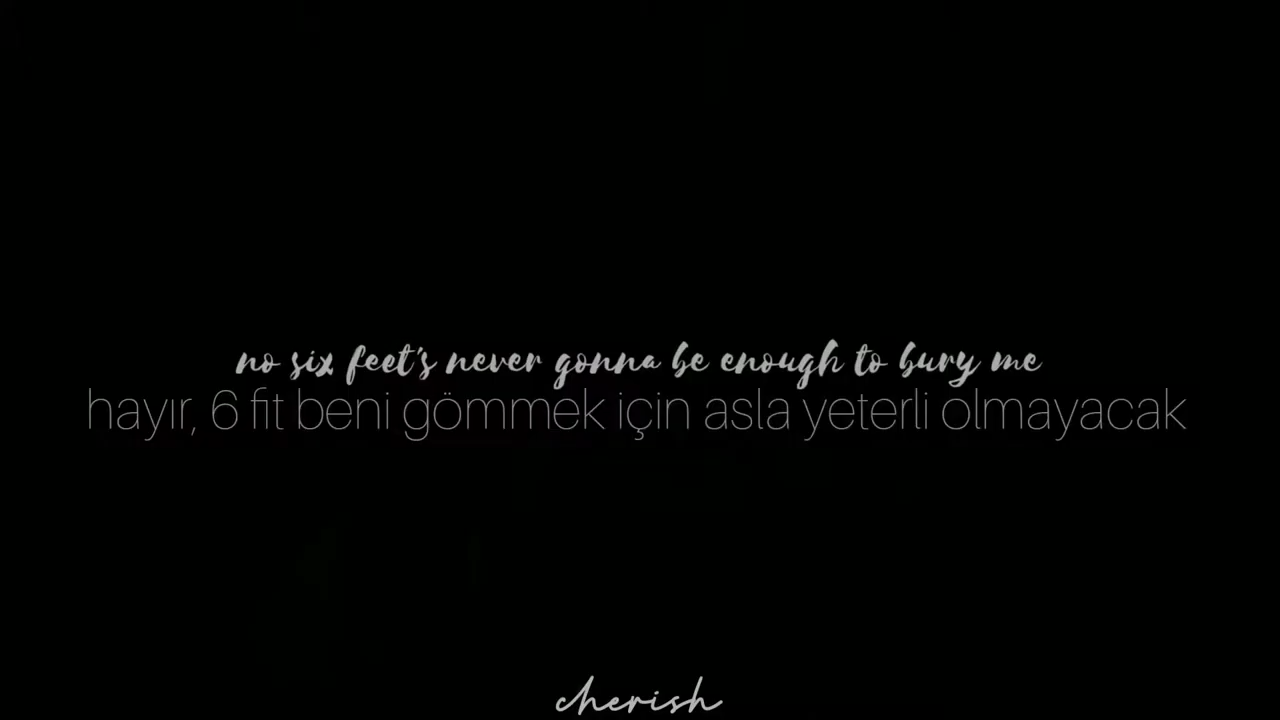 no six feet's never gonna be enough to bury me
hayır, 6 fit beni gömmek için asla yeterli olmayacak
cherish